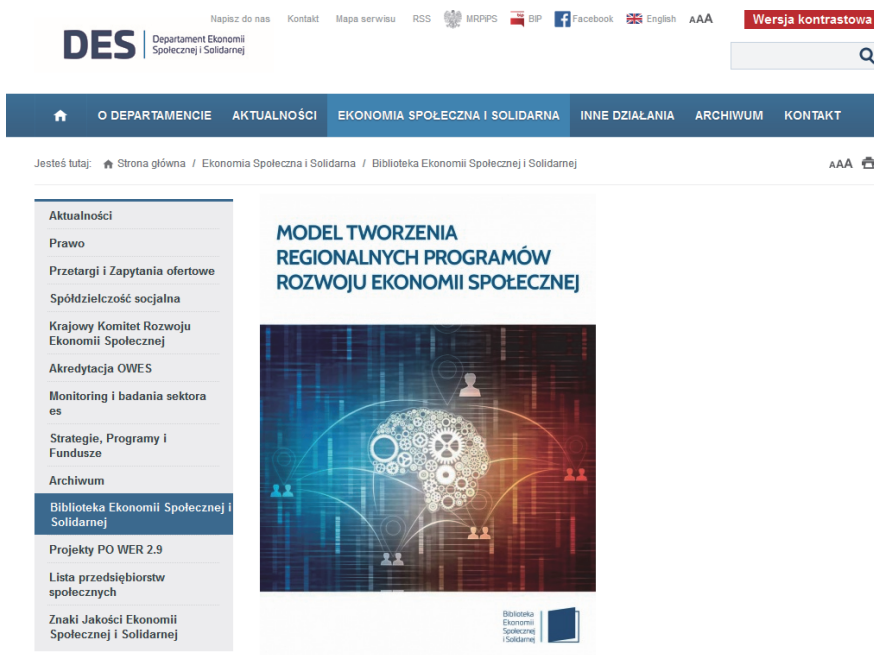 Napisz do nas Kontakt Mapa serwisu RSS MRPiPS BIP Facebook English AAA Wersja kontrastowa
DES Departament Ekonomii
Społecznej i Solidarnej
O DEPARTAMENCIE AKTUALNOŚCI EKONOMIA SPOŁECZNA I SOLIDARNA INNE DZIAŁANIA ARCHIWUM KONTAKT
Jesteś tutaj: Strona główna / Ekonomia Społeczna i Solidarna / Biblioteka Ekonomii Społecznej i Solidarnej AAA
Aktualności
Prawo
Przetargi i Zapytania ofertowe
Spółdzielczość socjalna
Krajowy Komitet Rozwoju
Ekonomii Społecznej
Akredytacja OWES
Monitoring i badania sektora
es
Strategie, Programy i
Fundusze
Archiwum
Biblioteka Ekonomii Społecznej i
Solidarnej
Projekty PO WER 2.9
Lista przedsiębiorstw
społecznych
Znaki Jakości Ekonomii
Społecznej i Solidarnej
MODEL TWORZENIA
REGIONALNYCH PROGRAMÓW
ROZWOJU EKONOMII SPOŁECZNEJ
Biblioteka
Ekonomii
Społecznej
i Solidarnej